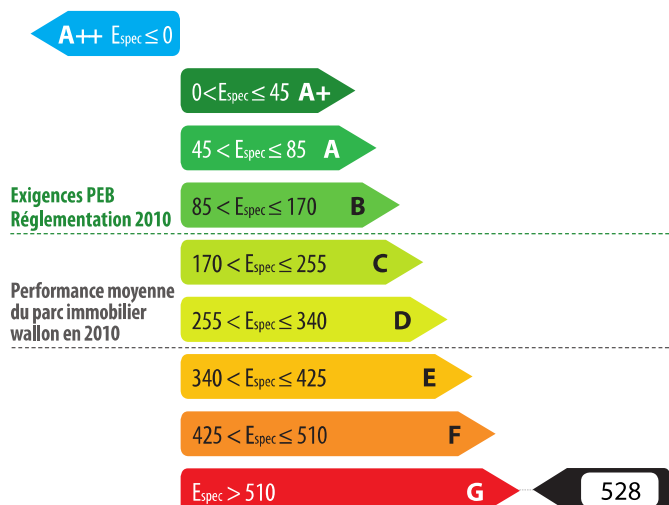 A++ Espec ≤ 0
0 < Espec ≤ 45 A+
45 < Espec ≤ 85 A
Exigences PEB
Réglementation 2010
85 < Espec ≤ 170 B
170 < Espec ≤ 255 C
Performance moyenne
du parc immobilier
wallon en 2010
255 < Espec ≤ 340 D
340 < Espec ≤ 425 E
425 < Espec ≤ 510 F
Espec > 510 G 528